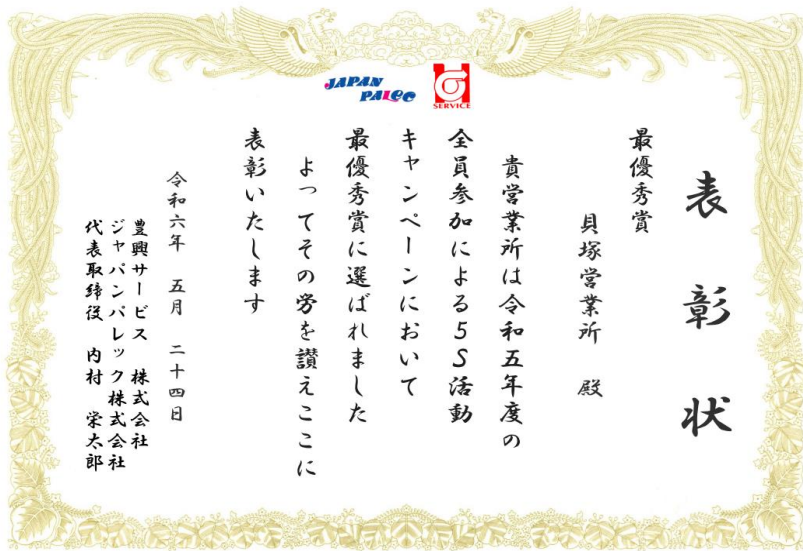 JAPAN
PALEC
SERVICE
表彰状
最優秀賞
貝塚営業所 殿
貴営業所は令和五年度の
全員参加による5S活動
キャンペーンにおいて
最優秀賞に選ばれました
よってその労を讃えここに
表彰いたします
令和六年 五月 二十四日
豊興サービス 株式会社
ジャパンパレック株式会社
代表取締役 内村 栄太郎